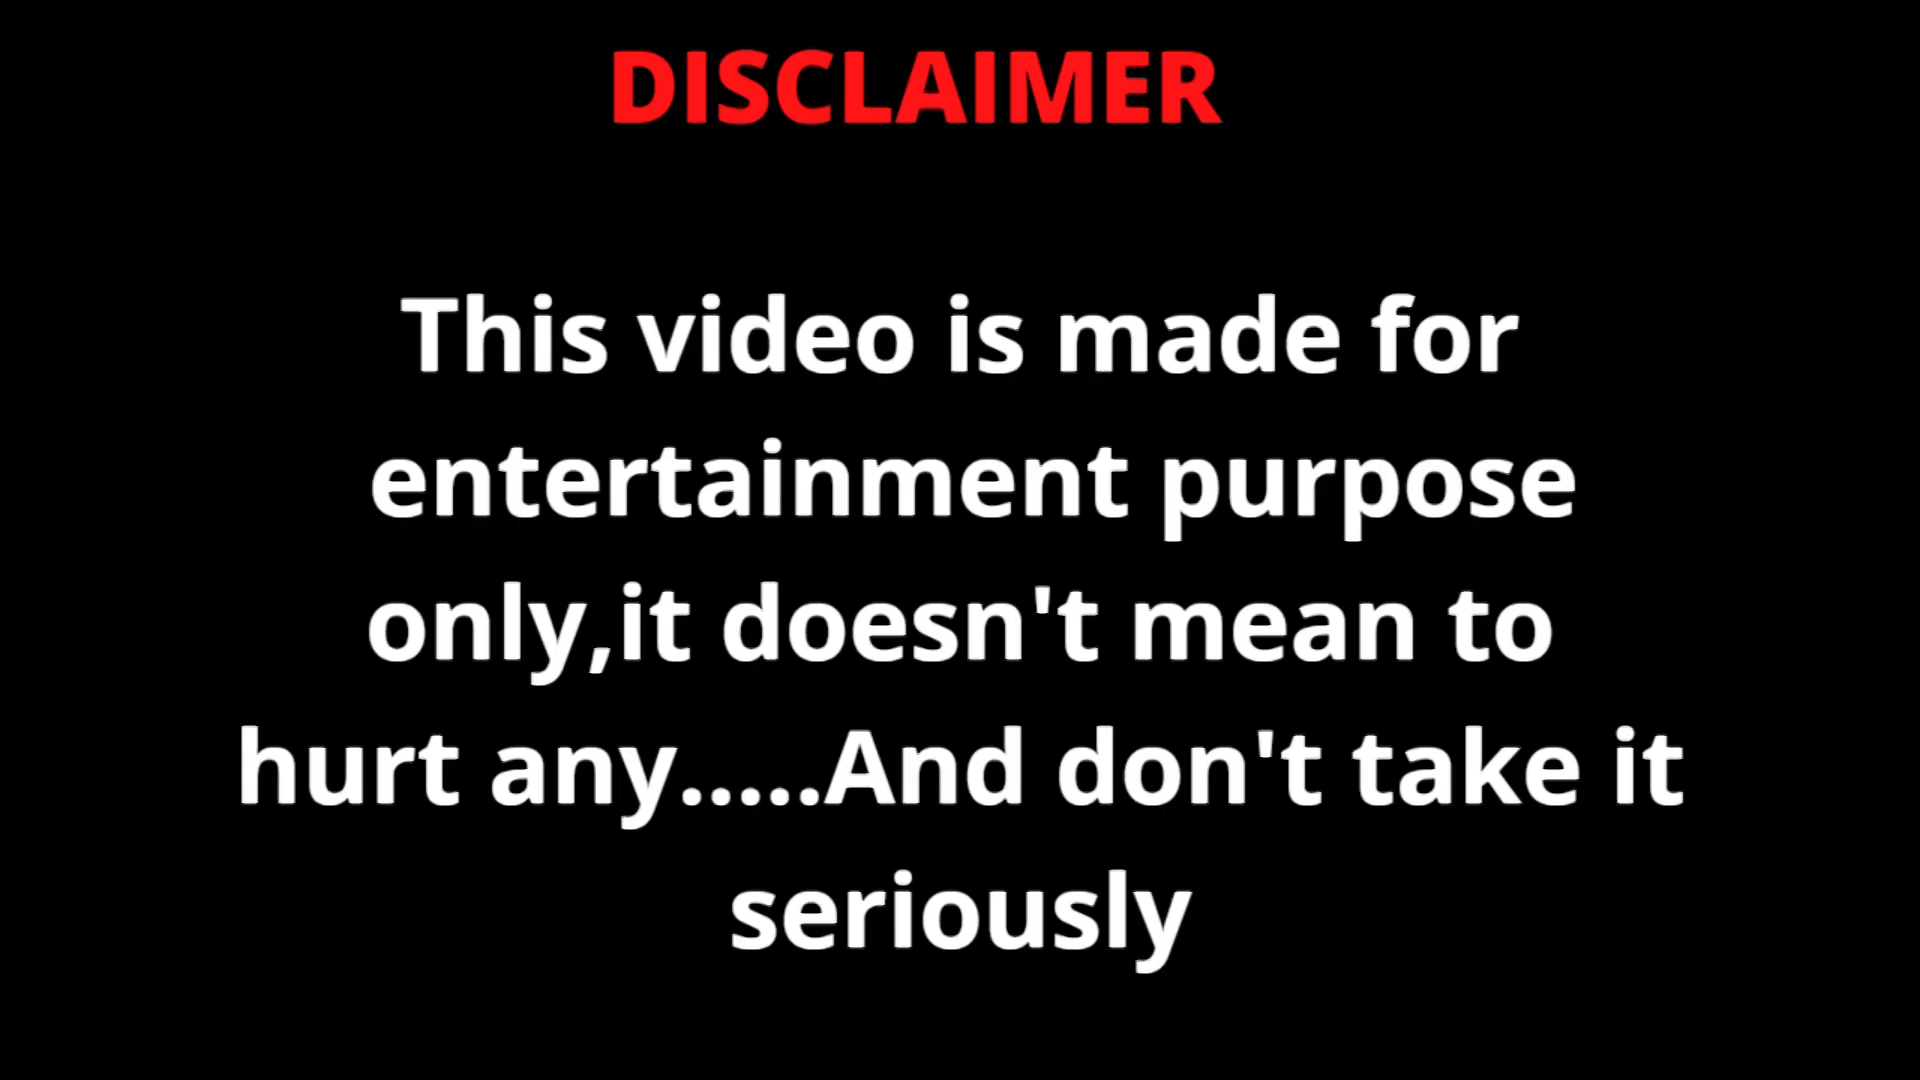 DISCLAIMER
This video is made for
entertainment purpose
only,it doesn't mean to
hurt any.....And don't take it
seriously